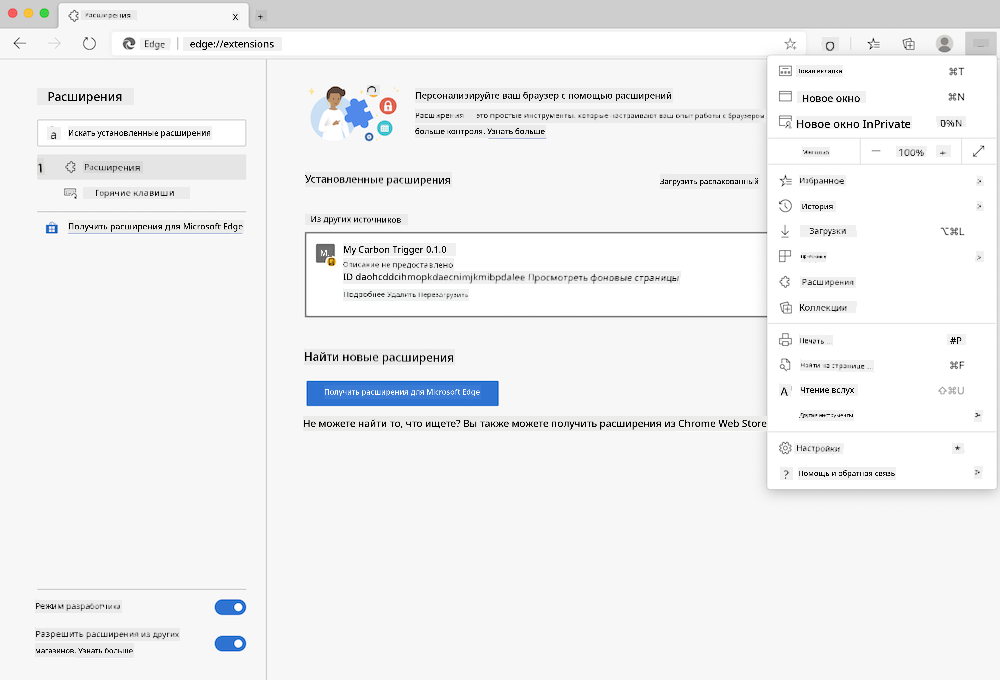 Расширения x +
Edge edge://extensions
Расширения
Искать установленные расширения
1 Расширения
Горячие клавиши
Получить расширения для Microsoft Edge
Режим разработчика
Разрешить расширения из других
магазинов. Узнать больше
Персонализируйте ваш браузер с помощью расширений
Расширения это простые инструменты, которые настраивают ваш опыт работы с браузером
больше контроля. Узнать больше
Установленные расширения
Загрузить распакованный
Из других источников
My Carbon Trigger 0.1.0
Описание не предоставлено
ID daohcddcihmopkdaecnimjkmibpdalee Просмотреть фоновые страницы
Подробнее Удалить Перезагрузить
Найти новые расширения
Получить расширения для Microsoft Edge
Не можете найти то, что ищете? Вы также можете получить расширения из Chrome Web Store
Новая вкладка ⌘T
Новое окно ⌘N
Новое окно InPrivate 0%N
Масштаб — 100% +
Избранное >
История >
Загрузки ⌥⌘L
Расширения
Коллекции
Печать... #P
Найти на странице ... ⌘F
Чтение вслух ⇧⌘U
Другие инструменты >
Настройки *
? Помощь и обратная связь >